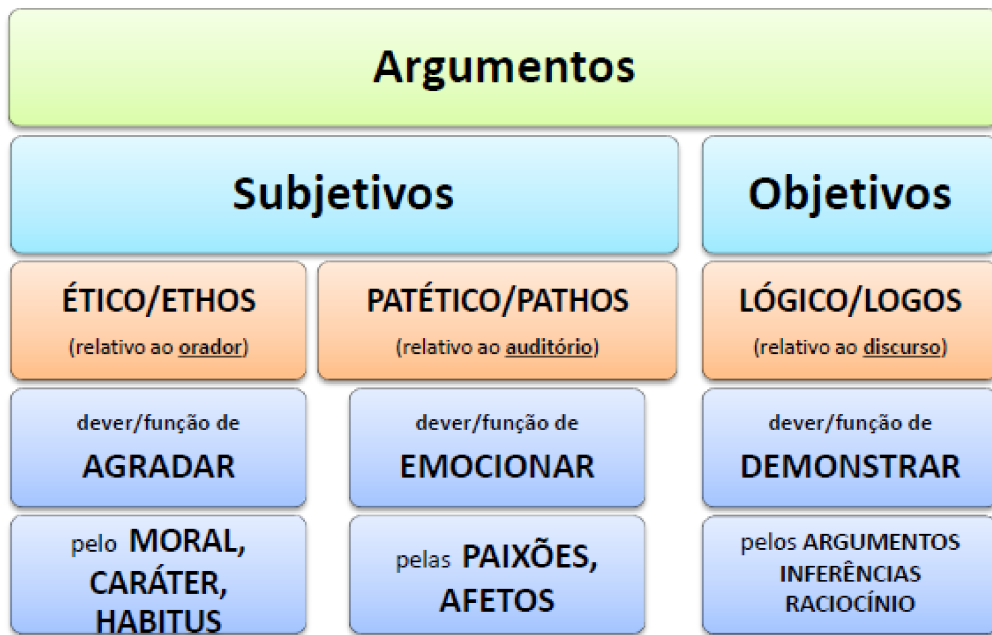 Argumentos
Subjetivos
Objetivos
ÉTICO/ETHOS
(relativo ao orador)
PATÉTICO/PATHOS
(relativo ao auditório)
LÓGICO/LOGOS
(relativo ao discurso)
dever/função de
AGRADAR
dever/função de
EMOCIONAR
dever/função de
DEMONSTRAR
pelo MORAL,
CARÁTER,
HABITUS
pelas PAIXÕES,
AFETOS
pelos ARGUMENTOS
INFERÊNCIAS
RACIOCÍNIO